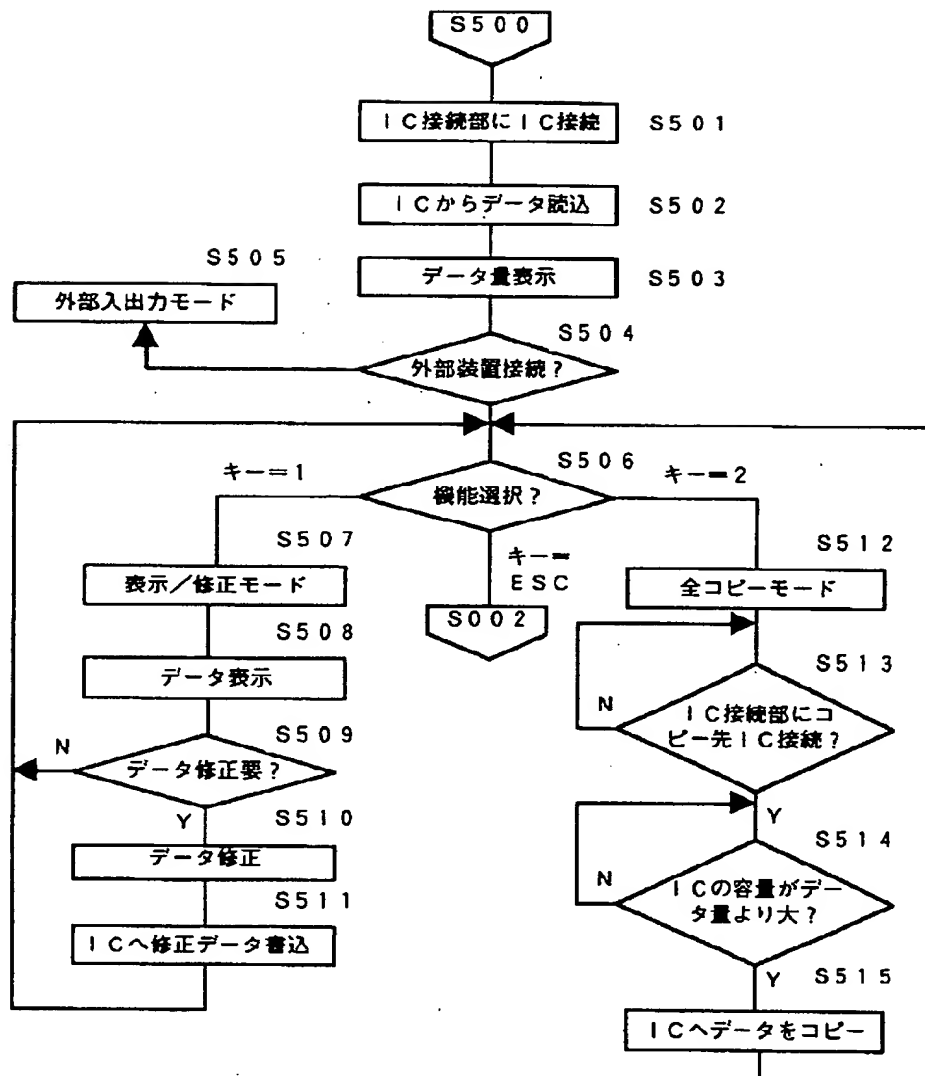 S500
IC接続部にIC接続
S501
ICからデータ読込
S502
S505
データ量表示
S503
外部入出力モード
S504
外部装置接続?
S506
キー=1
キー=2
機能選択?
S507
キー=
ESC
S512
表示/修正モード
全コピーモード
S002
S508
S513
データ表示
N
IC接続部にコ
ピー先IC接続?
S509
N
データ修正要?
Y
Y
S510
S514
データ修正
N
ICの容量がデー
タ量より大?
S511
ICへ修正データ書込
Y
S515
ICへデータをコピー